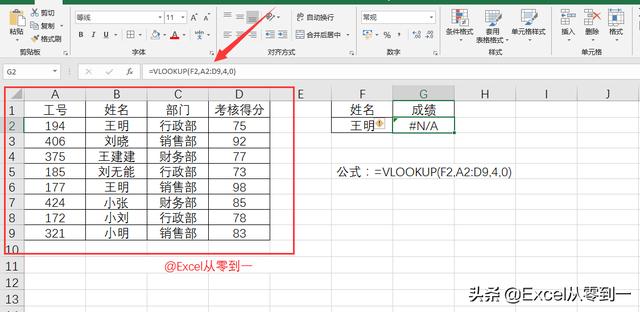 剪切
等线 11 自动换行 常规
复制
粘贴 格式刷 B I U 合并后居中 条件格式 套用表格格式 单元格样式 插入 删除 格式
剪贴板 字体 对齐方式 数字 样式 单元格
G2 =VLOOKUP(F2,A2:D9,4,0)
A B C D E F G H I J
1 工号 姓名 部门 考核得分 姓名 成绩
2 194 王明 行政部 75 王明 #N/A
3 406 刘晓 销售部 92
4 375 王建建 财务部 77
5 185 刘无能 行政部 73 公式：=VLOOKUP(F2,A2:D9,4,0)
6 177 王明 销售部 98
7 424 小张 财务部 85
8 172 小刘 行政部 78
9 321 小明 销售部 83
10
11 @Excel从零到一
12
13 头条 @Excel从零到一